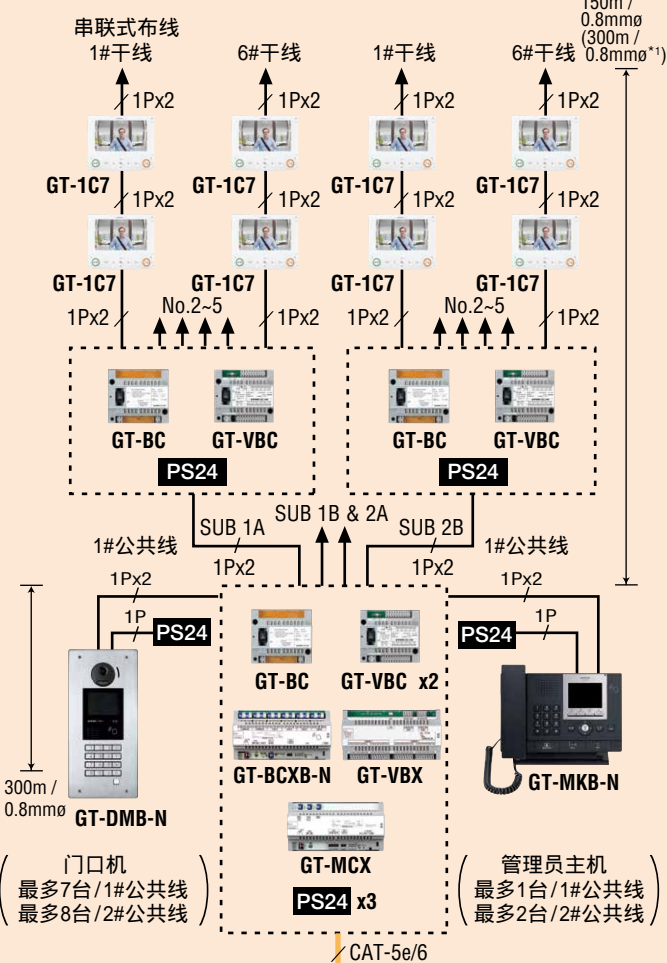 150m /
0.8mmø
(300m /
0.8mmø*1)
串联式布线
1#干线
6#干线
1#干线
6#干线
1Px2
1Px2
1Px2
1Px2
GT-1C7
GT-1C7
GT-1C7
GT-1C7
1Px2
1Px2
1Px2
1Px2
GT-1C7
GT-1C7
GT-1C7
GT-1C7
1Px2
No.2~5
1Px2
1Px2
No.2~5
1Px2
GT-BC
GT-VBC
GT-BC
GT-VBC
PS24
PS24
SUB 1A
SUB 1B & 2A
SUB 2B
1#公共线
1Px2
1Px2
1#公共线
1Px2
1Px2
1P
PS24
PS24
1P
GT-BC
GT-VBC x2
GT-BCXB-N
GT-VBX
GT-MKB-N
300m /
0.8mmø
GT-DMB-N
GT-MCX
PS24 x3
门口机
最多7台/1#公共线
最多8台/2#公共线
管理员主机
最多1台/1#公共线
最多2台/2#公共线
CAT-5e/6